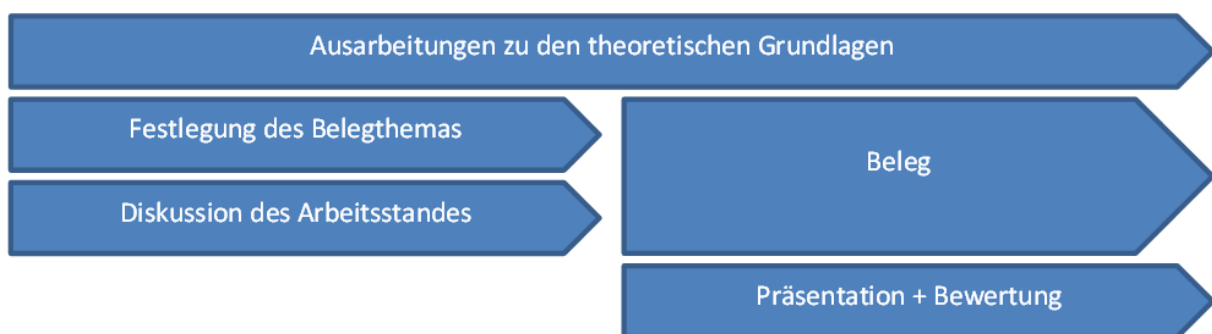 Ausarbeitungen zu den theoretischen Grundlagen
Festlegung des Belegthemas
Beleg
Diskussion des Arbeitsstandes
Präsentation + Bewertung